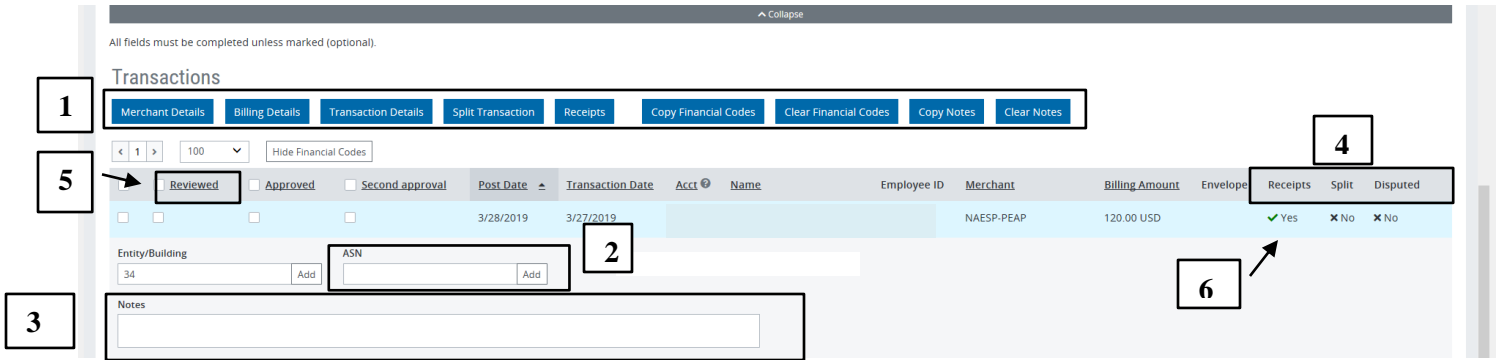 Collapse
All fields must be completed unless marked (optional).
Transactions
1
Merchant Details Billing Details Transaction Details Split Transaction Receipts Copy Financial Codes Clear Financial Codes Copy Notes Clear Notes
< 1 > 100 Hide Financial Codes
4
5
Reviewed Approved Second approval Post Date Transaction Date Acct ? Name Employee ID Merchant Billing Amount Envelope Receipts Split Disputed
3/28/2019 3/27/2019 NAESP-PEAP 120.00 USD Yes No No
2
Entity/Building ASN
34 Add Add
6
Notes
3